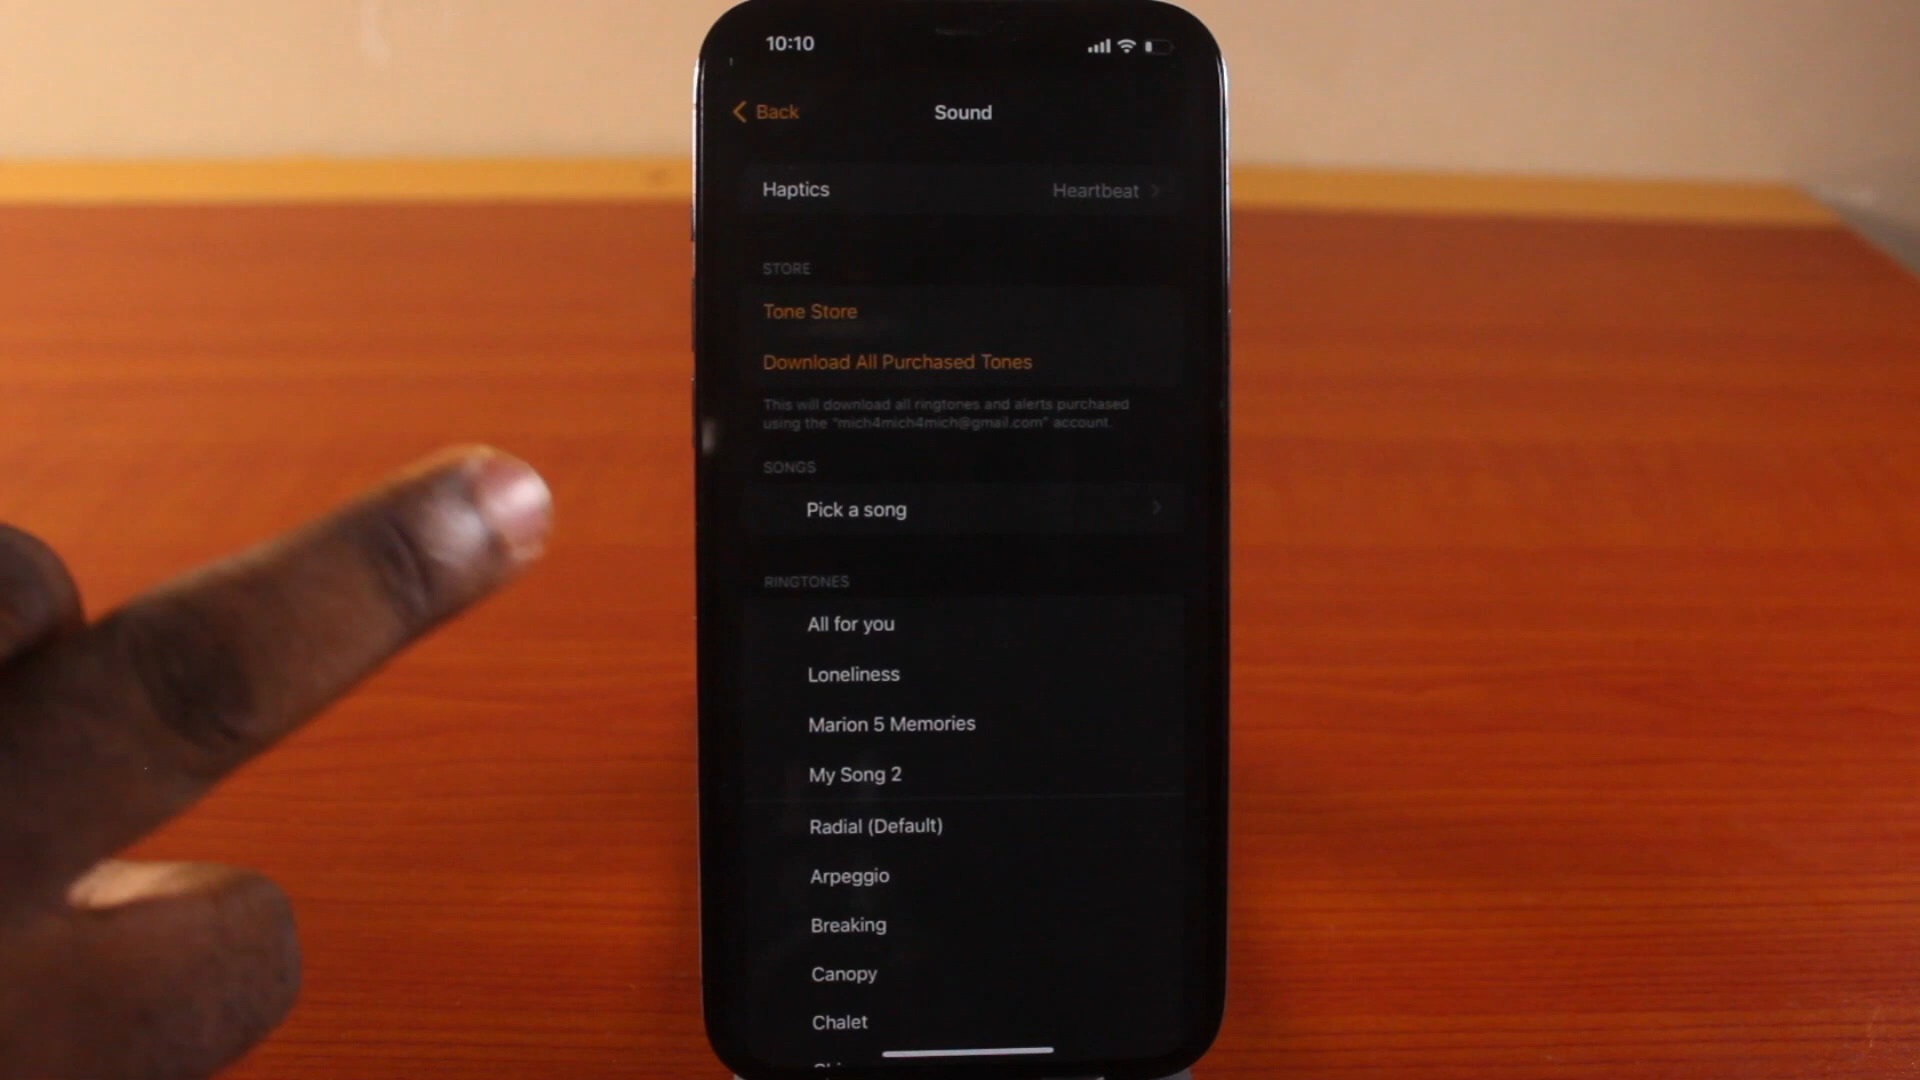 10:10
Back
Sound
Haptics
Heartbeat
STORE
Tone Store
Download All Purchased Tones
This will download all ringtones and alerts purchased
using the "mich4mich4mich@gmail.com" account.
SONGS
Pick a song
RINGTONES
All for you
Loneliness
Marion 5 Memories
My Song 2
Radial (Default)
Arpeggio
Breaking
Canopy
Chalet